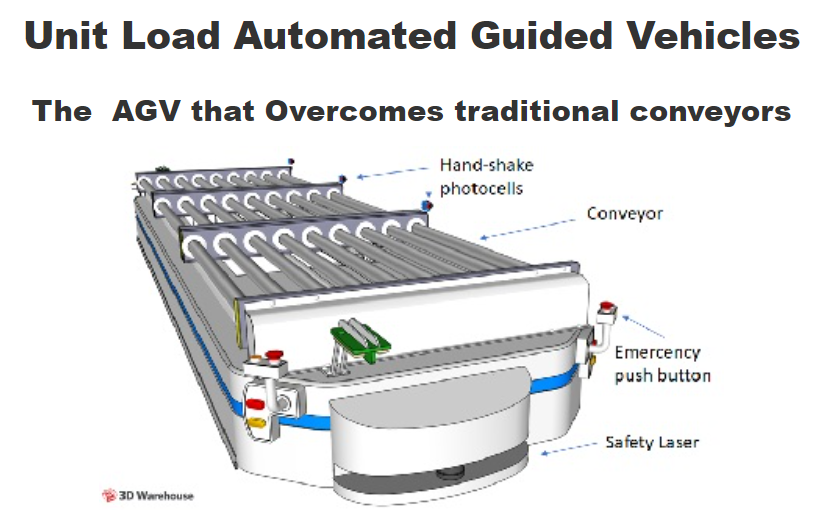 Unit Load Automated Guided Vehicles
The AGV that Overcomes traditional conveyors
Hand-shake
photocells
Conveyor
Emercency
push button
Safety Laser
3D Warehouse